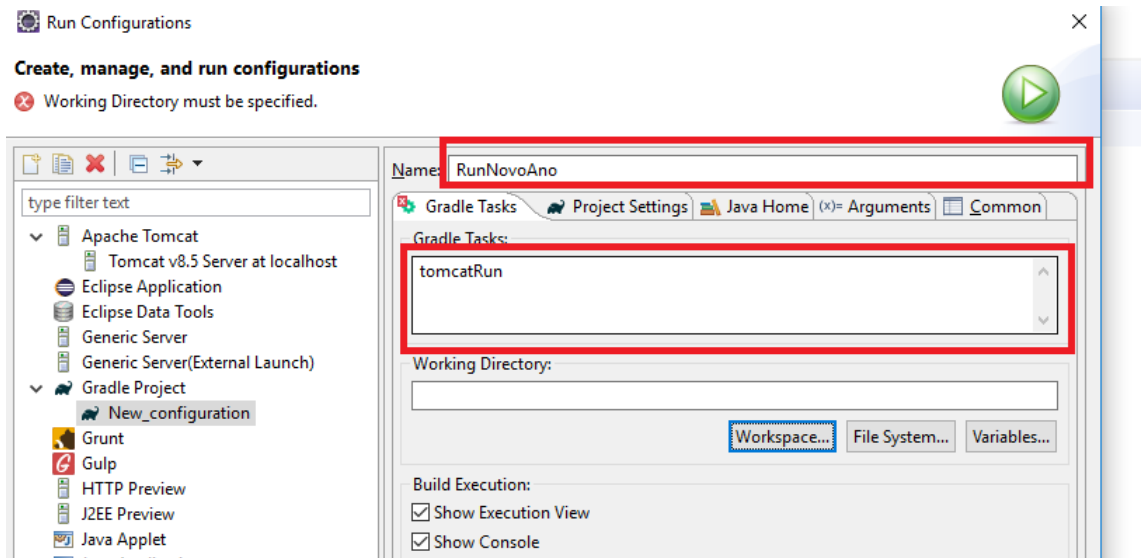 Run Configurations
Create, manage, and run configurations
Working Directory must be specified.
Name: RunNovoAno
type filter text
Gradle Tasks Project Settings Java Home (x)= Arguments Common
Apache Tomcat
Tomcat v8.5 Server at localhost
Eclipse Application
Eclipse Data Tools
Generic Server
Generic Server(External Launch)
Gradle Project
New_configuration
Grunt
Gulp
HTTP Preview
J2EE Preview
Java Applet
Gradle Tasks:
tomcatRun
Working Directory:
Workspace... File System... Variables...
Build Execution:
Show Execution View
Show Console